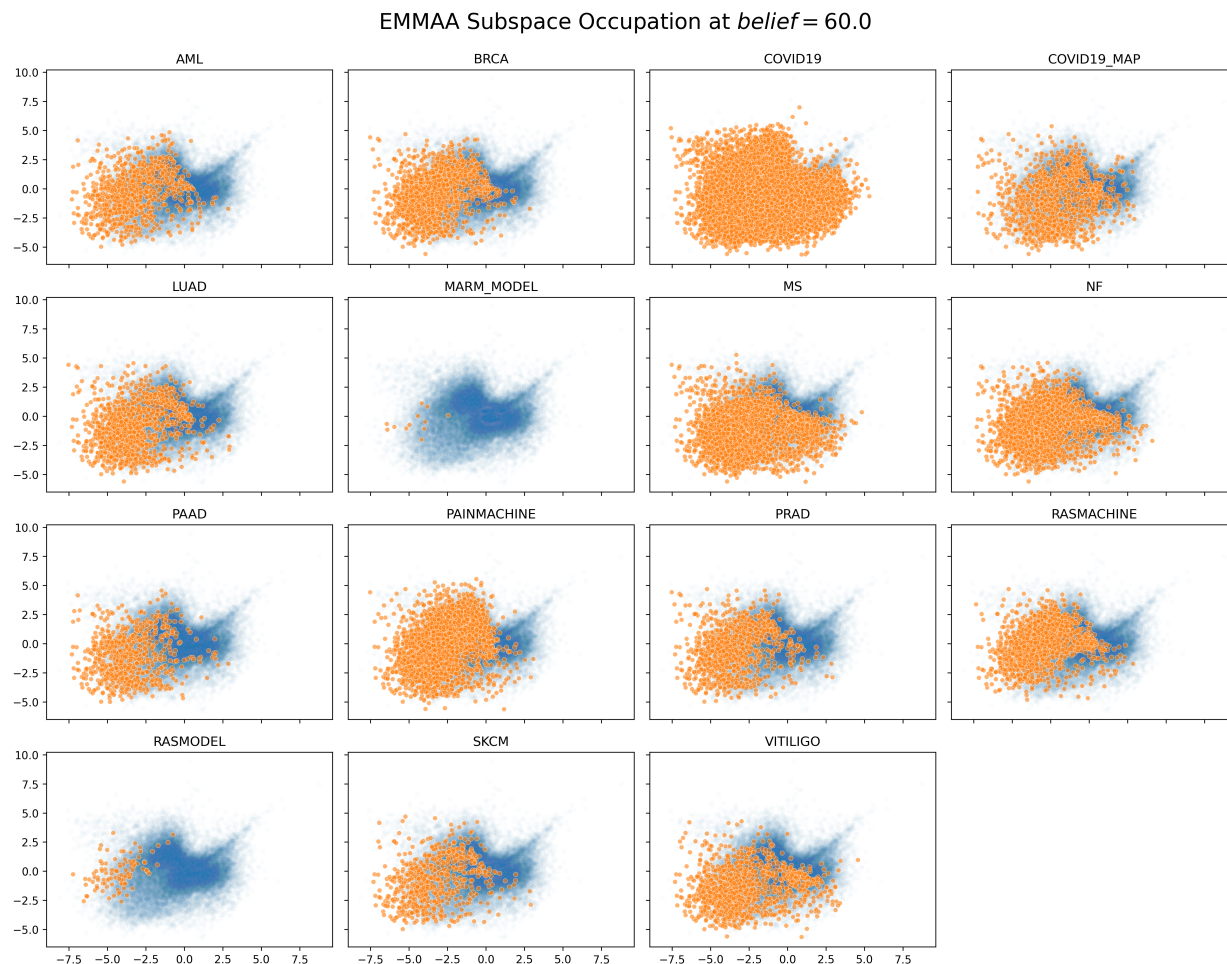 EMMAA Subspace Occupation at belief = 60.0
AML
BRCA
COVID19
COVID19_MAP
10.0
7.5
5.0
2.5
0.0
−2.5
−5.0
LUAD
MARM_MODEL
MS
NF
10.0
7.5
5.0
2.5
0.0
−2.5
−5.0
PAAD
PAINMACHINE
PRAD
RASMACHINE
10.0
7.5
5.0
2.5
0.0
−2.5
−5.0
RASMODEL
SKCM
VITILIGO
10.0
7.5
5.0
2.5
0.0
−2.5
−5.0
−7.5 −5.0 −2.5 0.0 2.5 5.0 7.5
−7.5 −5.0 −2.5 0.0 2.5 5.0 7.5
−7.5 −5.0 −2.5 0.0 2.5 5.0 7.5